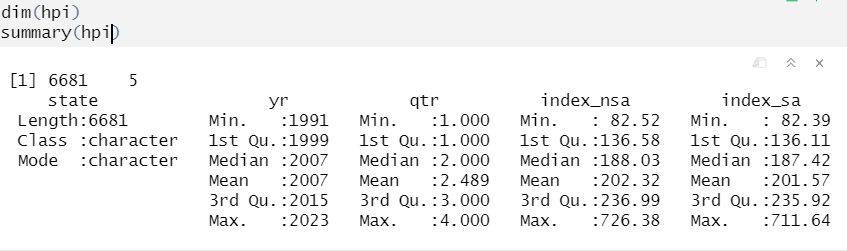 dim(hpi)
summary(hpi)
[1] 6681    5
    state                 yr            qtr          index_nsa         index_sa
 Length:6681        Min.   :1991   Min.   :1.000   Min.   : 82.52   Min.   : 82.39
 Class :character   1st Qu.:1999   1st Qu.:1.000   1st Qu.:136.58   1st Qu.:136.11
 Mode  :character   Median :2007   Median :2.000   Median :188.03   Median :187.42
                    Mean   :2007   Mean   :2.489   Mean   :202.32   Mean   :201.57
                    3rd Qu.:2015   3rd Qu.:3.000   3rd Qu.:236.99   3rd Qu.:235.92
                    Max.   :2023   Max.   :4.000   Max.   :726.38   Max.   :711.64